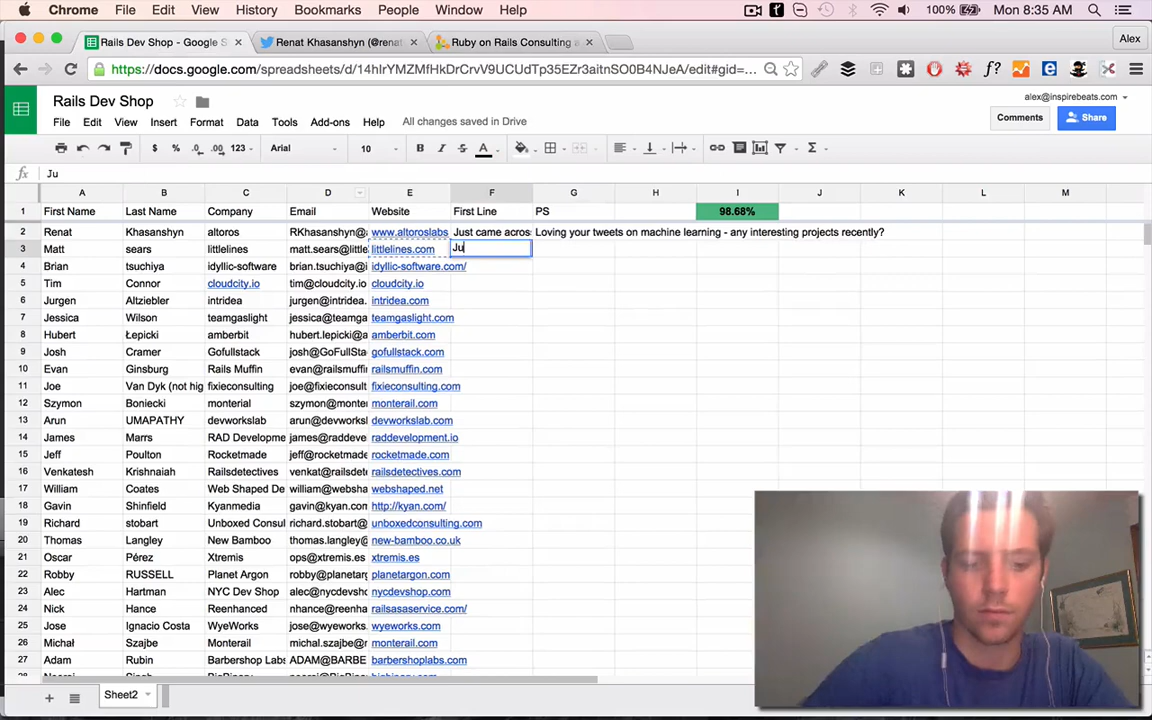 Chrome File Edit View History Bookmarks People Window Help 100% Mon 8:35 AM
Rails Dev Shop - Google S Renat Khasanshyn (@renat Ruby on Rails Consulting a Alex
https://docs.google.com/spreadsheets/d/14hIrYMZMfHkDrCrvV9UCUdTp35EZr3aitnSO0B4NJeA/edit#gid=...
Rails Dev Shop alex@inspirebeats.com
File Edit View Insert Format Data Tools Add-ons Help All changes saved in Drive Comments Share
$ % .0 .00 123 Arial 10 B I S A Σ
fx Ju
A B C D E F G H I J K L M
1 First Name Last Name Company Email Website First Line PS 98.68%
2 Renat Khasanshyn altoros RKhasanshyn@ www.altoroslabs Just came acros Loving your tweets on machine learning - any interesting projects recently?
3 Matt sears littlelines matt.sears@little littlelines.com Ju
4 Brian tsuchiya idyllic-software brian.tsuchiya@i idyllic-software.com/
5 Tim Connor cloudcity.io tim@cloudcity.io cloudcity.io
6 Jurgen Altziebler intridea jurgen@intridea. intridea.com
7 Jessica Wilson teamgaslight jessica@teamga teamgaslight.com
8 Hubert Łepicki amberbit hubert.lepicki@a amberbit.com
9 Josh Cramer Gofullstack josh@GoFullSta gofullstack.com
10 Evan Ginsburg Rails Muffin evan@railsmuff railsmuffin.com
11 Joe Van Dyk (not hig fixieconsulting joe@fixieconsult fixieconsulting.com
12 Szymon Boniecki monterial szymon@monte monterail.com
13 Arun UMAPATHY devworkslab arun@devworksl devworkslab.com
14 James Marrs RAD Developme james@raddeve raddevelopment.io
15 Jeff Poulton Rocketmade jeff@rocketmad rocketmade.com
16 Venkatesh Krishnaiah Railsdetectives venkat@railsdet railsdetectives.com
17 William Coates Web Shaped De william@websha webshaped.net
18 Gavin Shinfield Kyanmedia gavin@kyan.com http://kyan.com/
19 Richard stobart Unboxed Consul richard.stobart@ unboxedconsulting.com
20 Thomas Langley New Bamboo thomas.langley@ new-bamboo.co.uk
21 Oscar Pérez Xtremis ops@xtremis.es xtremis.es
22 Robby RUSSELL Planet Argon robby@planetar planetargon.com
23 Alec Hartman NYC Dev Shop alec@nycdevsh nycdevshop.com
24 Nick Hance Reenhanced nhance@reenha railsasaservice.com/
25 Jose Ignacio Costa WyeWorks jose@wyeworks. wyeworks.com
26 Michał Szajbe Monterail michal.szajbe@ monterail.com
27 Adam Rubin Barbershop Labs ADAM@BARBE barbershoplabs.com
Sheet2